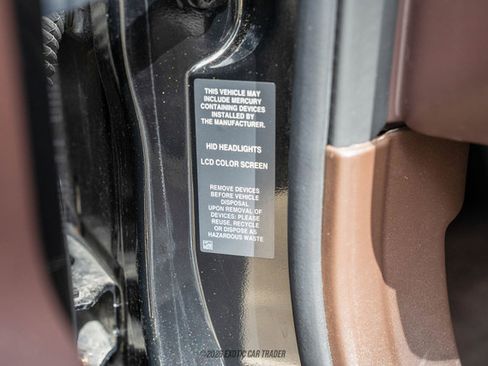 THIS VEHICLE MAY
INCLUDE MERCURY
CONTAINING DEVICES
INSTALLED BY
THE MANUFACTURER.
HID HEADLIGHTS
LCD COLOR SCREEN
REMOVE DEVICES
BEFORE VEHICLE
DISPOSAL
UPON REMOVAL OF
DEVICES: PLEASE
REUSE, RECYCLE
OR DISPOSE AS
HAZARDOUS WASTE
EXOTIC CAR TRADER